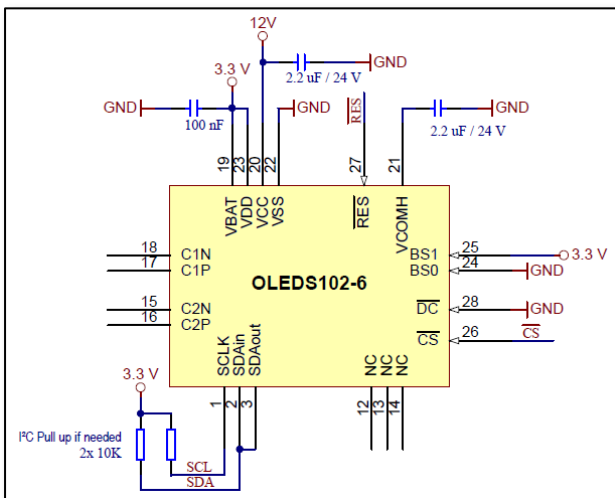 12V
3.3 V
GND
2.2 uF / 24 V
GND
100 nF
GND
RES
GND
2.2 uF / 24 V
19
23
20
22
27
21
VBAT
VDD
VCC
VSS
RES
VCOMH
18
C1N
17
C1P
BS1
25
3.3 V
BS0
24
GND
OLEDS102-6
15
C2N
16
C2P
DC
28
GND
CS
26
CS
SCLK
SDAin
SDAout
NC
NC
NC
1
2
3
12
13
14
3.3 V
I²C Pull up if needed
2x 10K
SCL
SDA